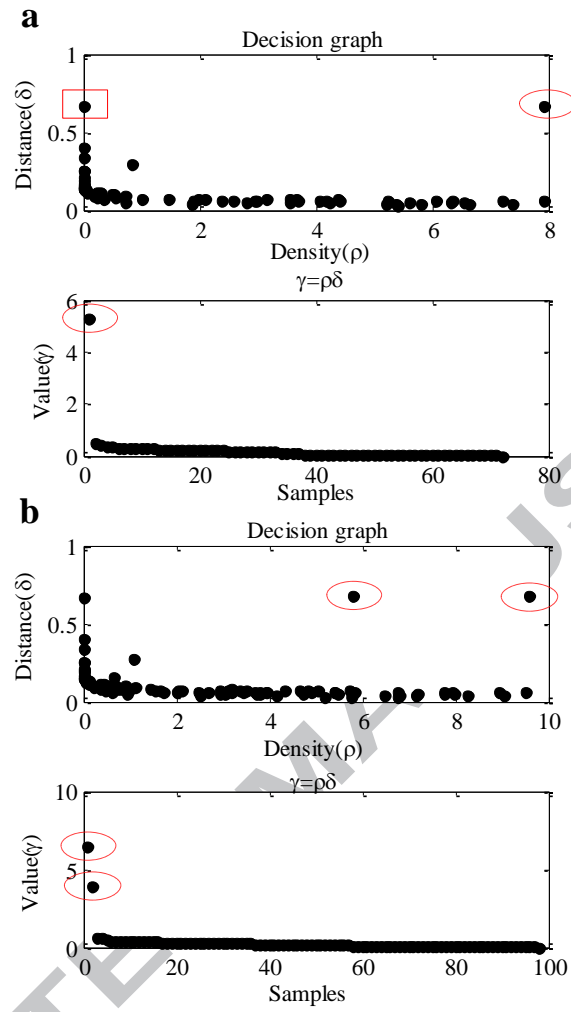 a
Decision graph
1
0.5
0
Distance(δ)
0 2 4 6 8
Density(ρ)
γ=ρδ
6
4
2
0
Value(γ)
0 20 40 60 80
Samples
b
Decision graph
1
0.5
0
Distance(δ)
0 2 4 6 8 10
Density(ρ)
γ=ρδ
10
5
0
Value(γ)
0 20 40 60 80 100
Samples